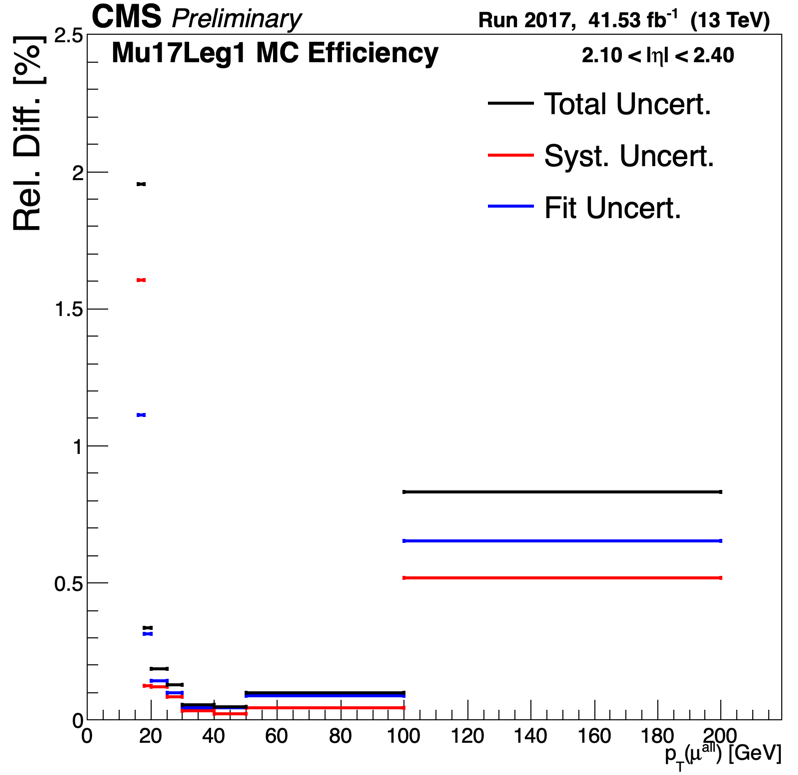 CMS Preliminary Run 2017, 41.53 fb⁻¹ (13 TeV)
Mu17Leg1 MC Efficiency 2.10 < |η| < 2.40
Total Uncert.
Syst. Uncert.
Fit Uncert.
Rel. Diff. [%]
2.5
2
1.5
1
0.5
0
0 20 40 60 80 100 120 140 160 180 200
p_T(μ^all) [GeV]